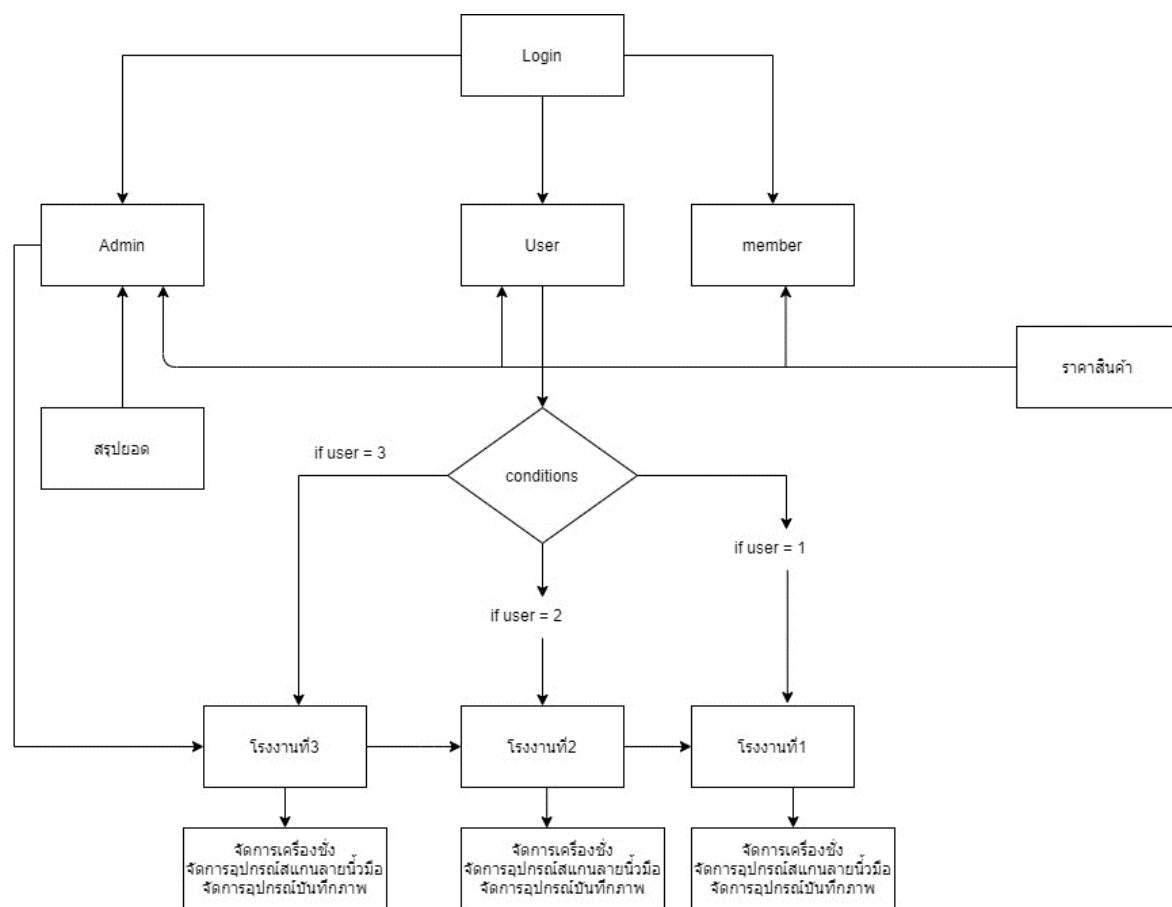 Login
Admin
User
member
ราคาสินค้า
สรุปยอด
if user = 3
conditions
if user = 1
if user = 2
โรงงานที่3
โรงงานที่2
โรงงานที่1
จัดการเครื่องชั่ง
จัดการอุปกรณ์สแกนลายนิ้วมือ
จัดการอุปกรณ์บันทึกภาพ
จัดการเครื่องชั่ง
จัดการอุปกรณ์สแกนลายนิ้วมือ
จัดการอุปกรณ์บันทึกภาพ
จัดการเครื่องชั่ง
จัดการอุปกรณ์สแกนลายนิ้วมือ
จัดการอุปกรณ์บันทึกภาพ